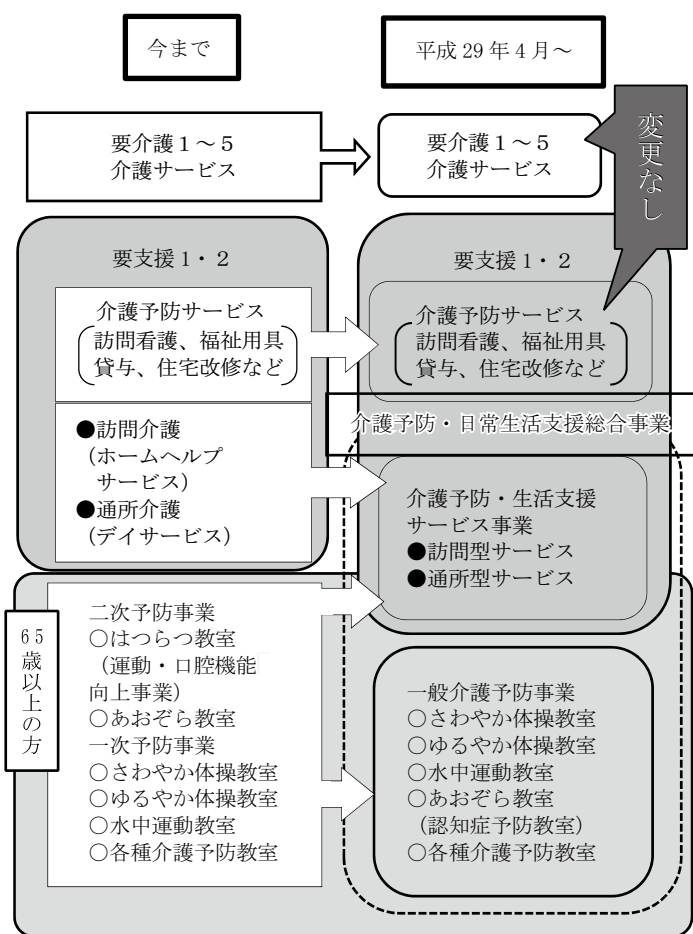 今まで
平成29年4月～
要介護1～5
介護サービス
要介護1～5
介護サービス
変更なし
要支援1・2
介護予防サービス
訪問看護、福祉用具
貸与、住宅改修など
●訪問介護
(ホームヘルプ
サービス)
●通所介護
(デイサービス)
要支援1・2
介護予防サービス
訪問看護、福祉用具
貸与、住宅改修など
介護予防・日常生活支援総合事業
介護予防・生活支援
サービス事業
●訪問型サービス
●通所型サービス
65歳以上の方
二次予防事業
○はつらつ教室
（運動・口腔機能
向上事業）
○あおぞら教室
一次予防事業
○さわやか体操教室
○ゆるやか体操教室
○水中運動教室
○各種介護予防教室
一般介護予防事業
○さわやか体操教室
○ゆるやか体操教室
○水中運動教室
○あおぞら教室
(認知症予防教室)
○各種介護予防教室